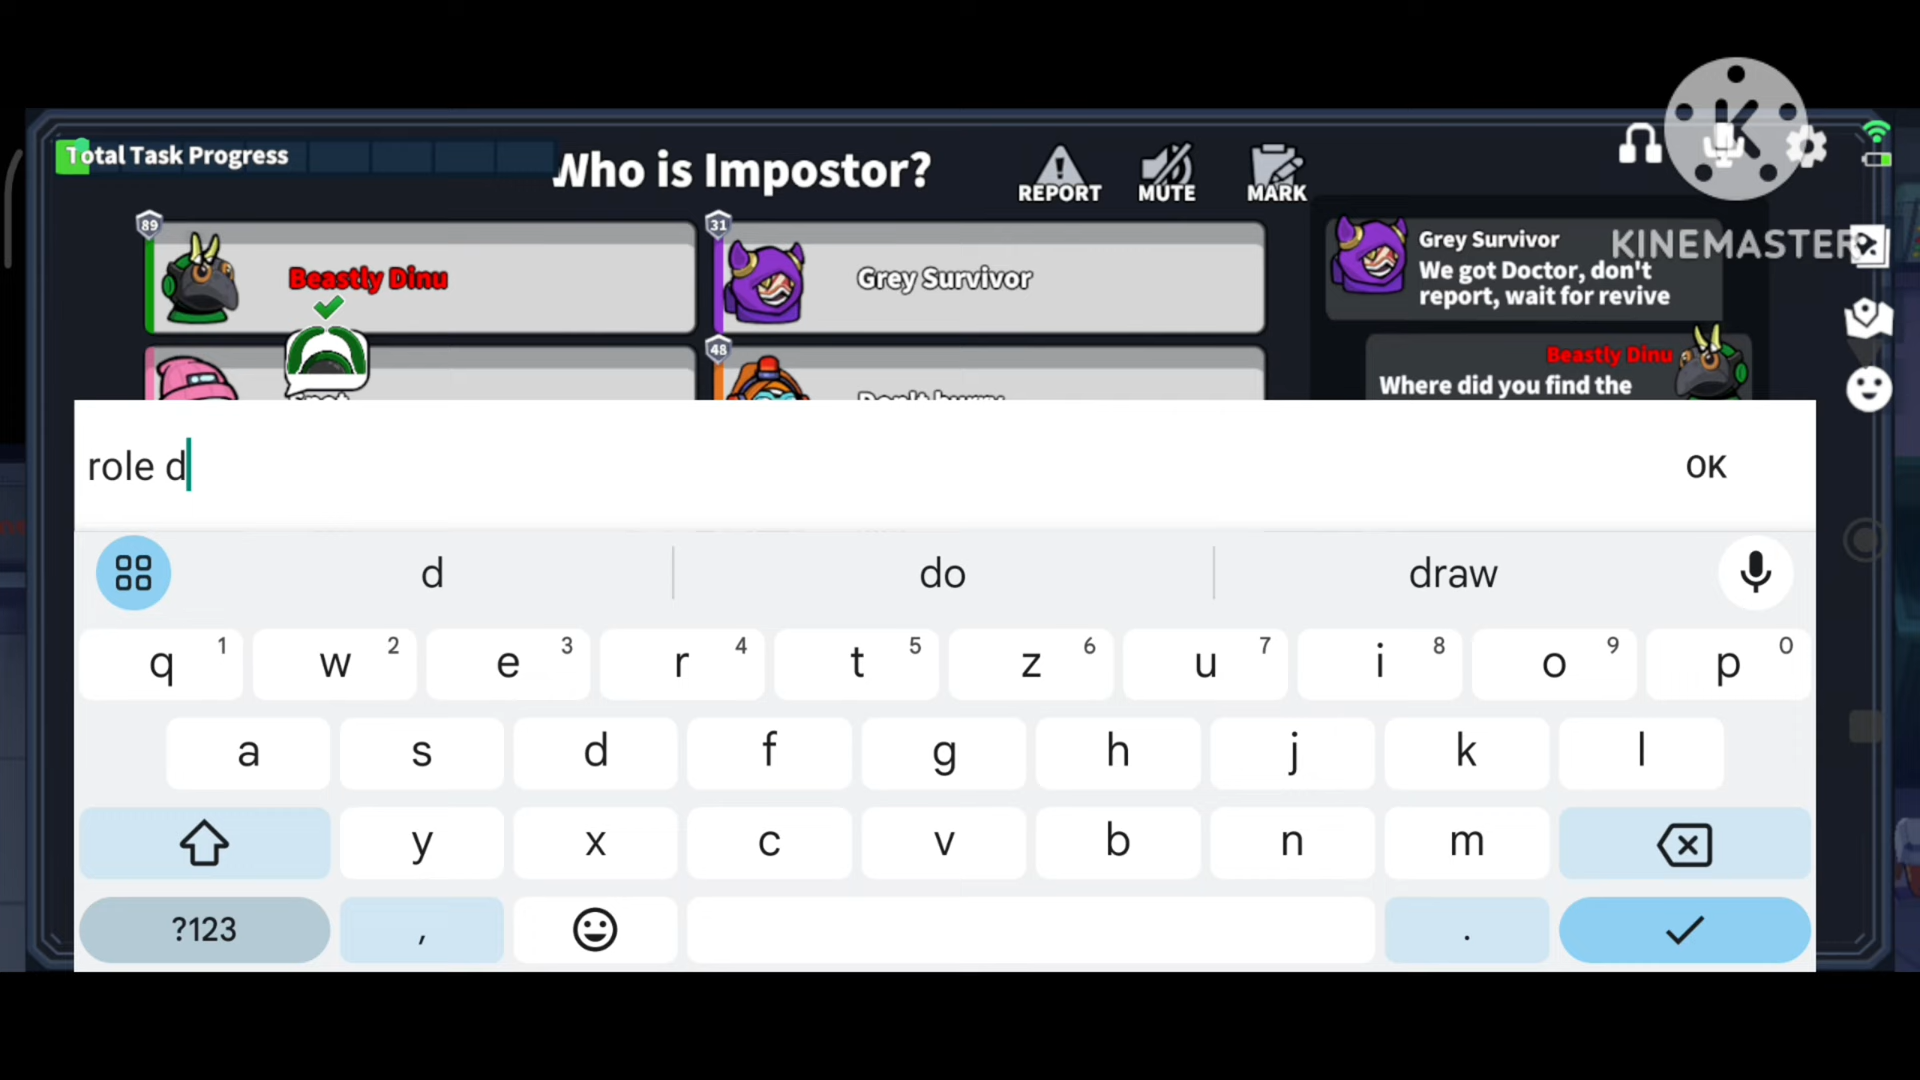 Total Task Progress
Who is Impostor?
REPORT
MUTE
MARK
KINEMASTER
89
Beastly Dinu
31
Grey Survivor
48
Grey Survivor
We got Doctor, don't
report, wait for revive
Beastly Dinu
Where did you find the
role d
OK
d
do
draw
q 1 w 2 e 3 r 4 t 5 z 6 u 7 i 8 o 9 p 0
a s d f g h j k l
y x c v b n m
?123 , .